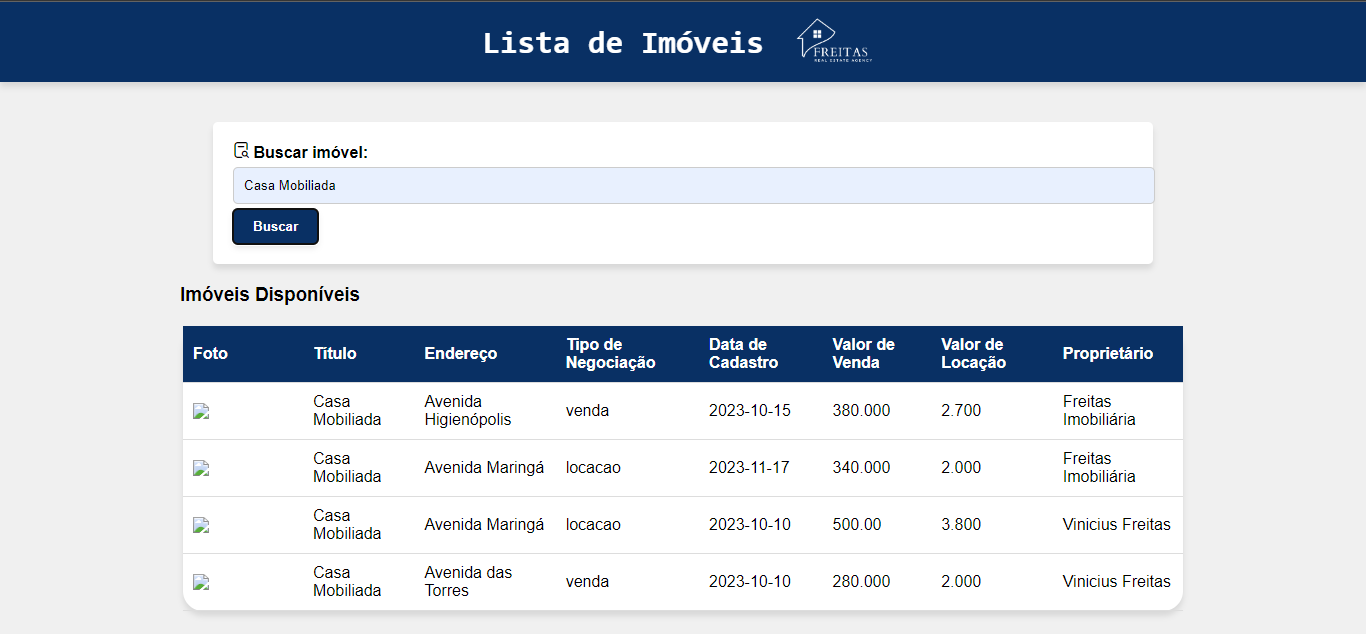 Lista de Imóveis
FREITAS
REAL ESTATE AGENCY
Buscar imóvel:
Casa Mobiliada
Buscar
Imóveis Disponíveis
Foto Titulo Endereço Tipo de Negociação Data de Cadastro Valor de Venda Valor de Locação Proprietário
Casa Mobiliada Avenida Higienópolis venda 2023-10-15 380.000 2.700 Freitas Imobiliária
Casa Mobiliada Avenida Maringá locacao 2023-11-17 340.000 2.000 Freitas Imobiliária
Casa Mobiliada Avenida Maringá locacao 2023-10-10 500.00 3.800 Vinicius Freitas
Casa Mobiliada Avenida das Torres venda 2023-10-10 280.000 2.000 Vinicius Freitas